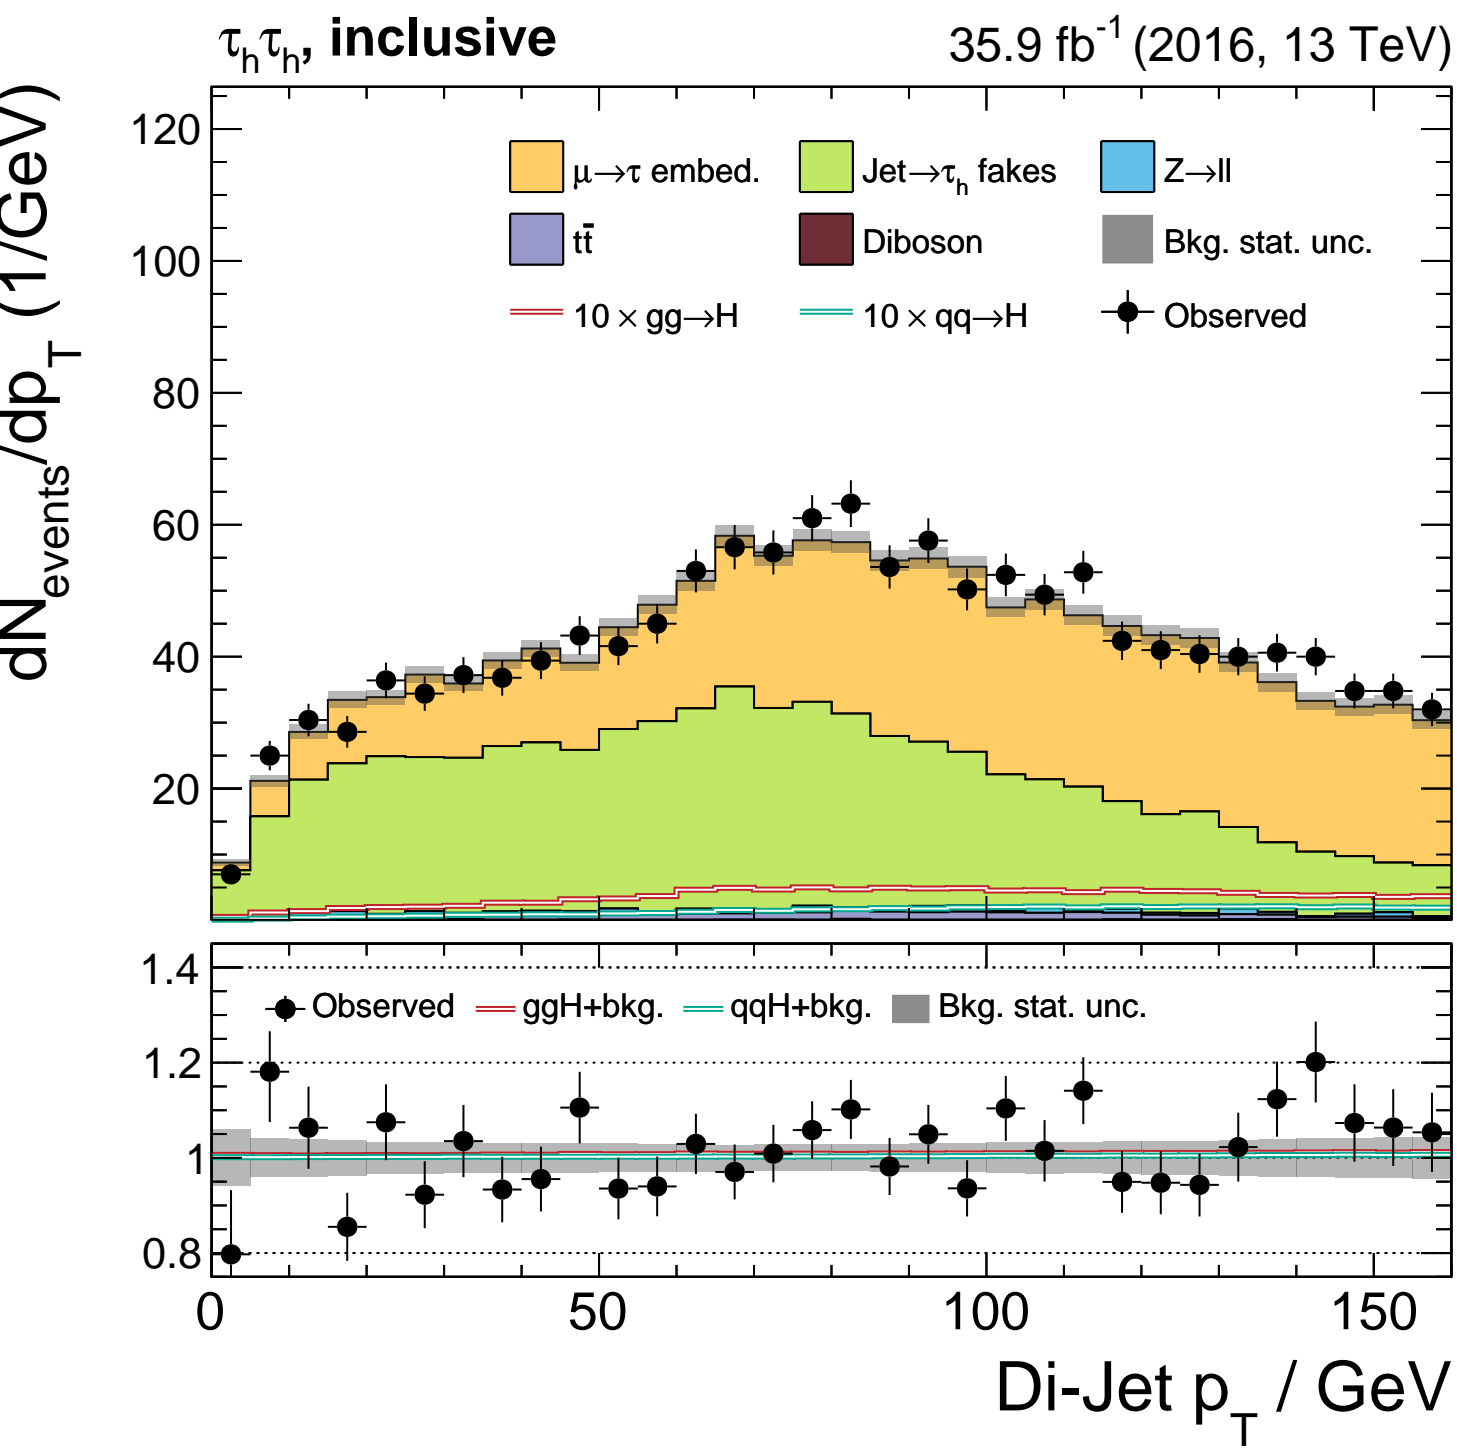 τhτh, inclusive
35.9 fb-1 (2016, 13 TeV)
dNevents/dpT (1/GeV)
120
100
80
60
40
20
μ→τ embed.
Jet→τh fakes
Z→ll
tt̄
Diboson
Bkg. stat. unc.
10 × gg→H
10 × qq→H
Observed
1.4
1.2
1
0.8
Observed
ggH+bkg.
qqH+bkg.
Bkg. stat. unc.
0
50
100
150
Di-Jet pT / GeV